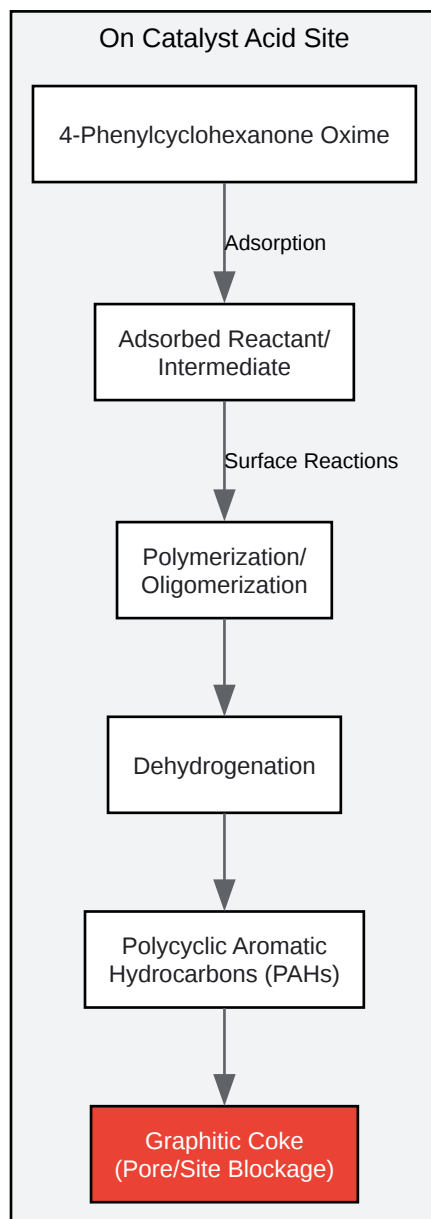 On Catalyst Acid Site
4-Phenylcyclohexanone Oxime
Adsorption
Adsorbed Reactant/
Intermediate
Surface Reactions
Polymerization/
Oligomerization
Dehydrogenation
Polycyclic Aromatic
Hydrocarbons (PAHs)
Graphitic Coke
(Pore/Site Blockage)